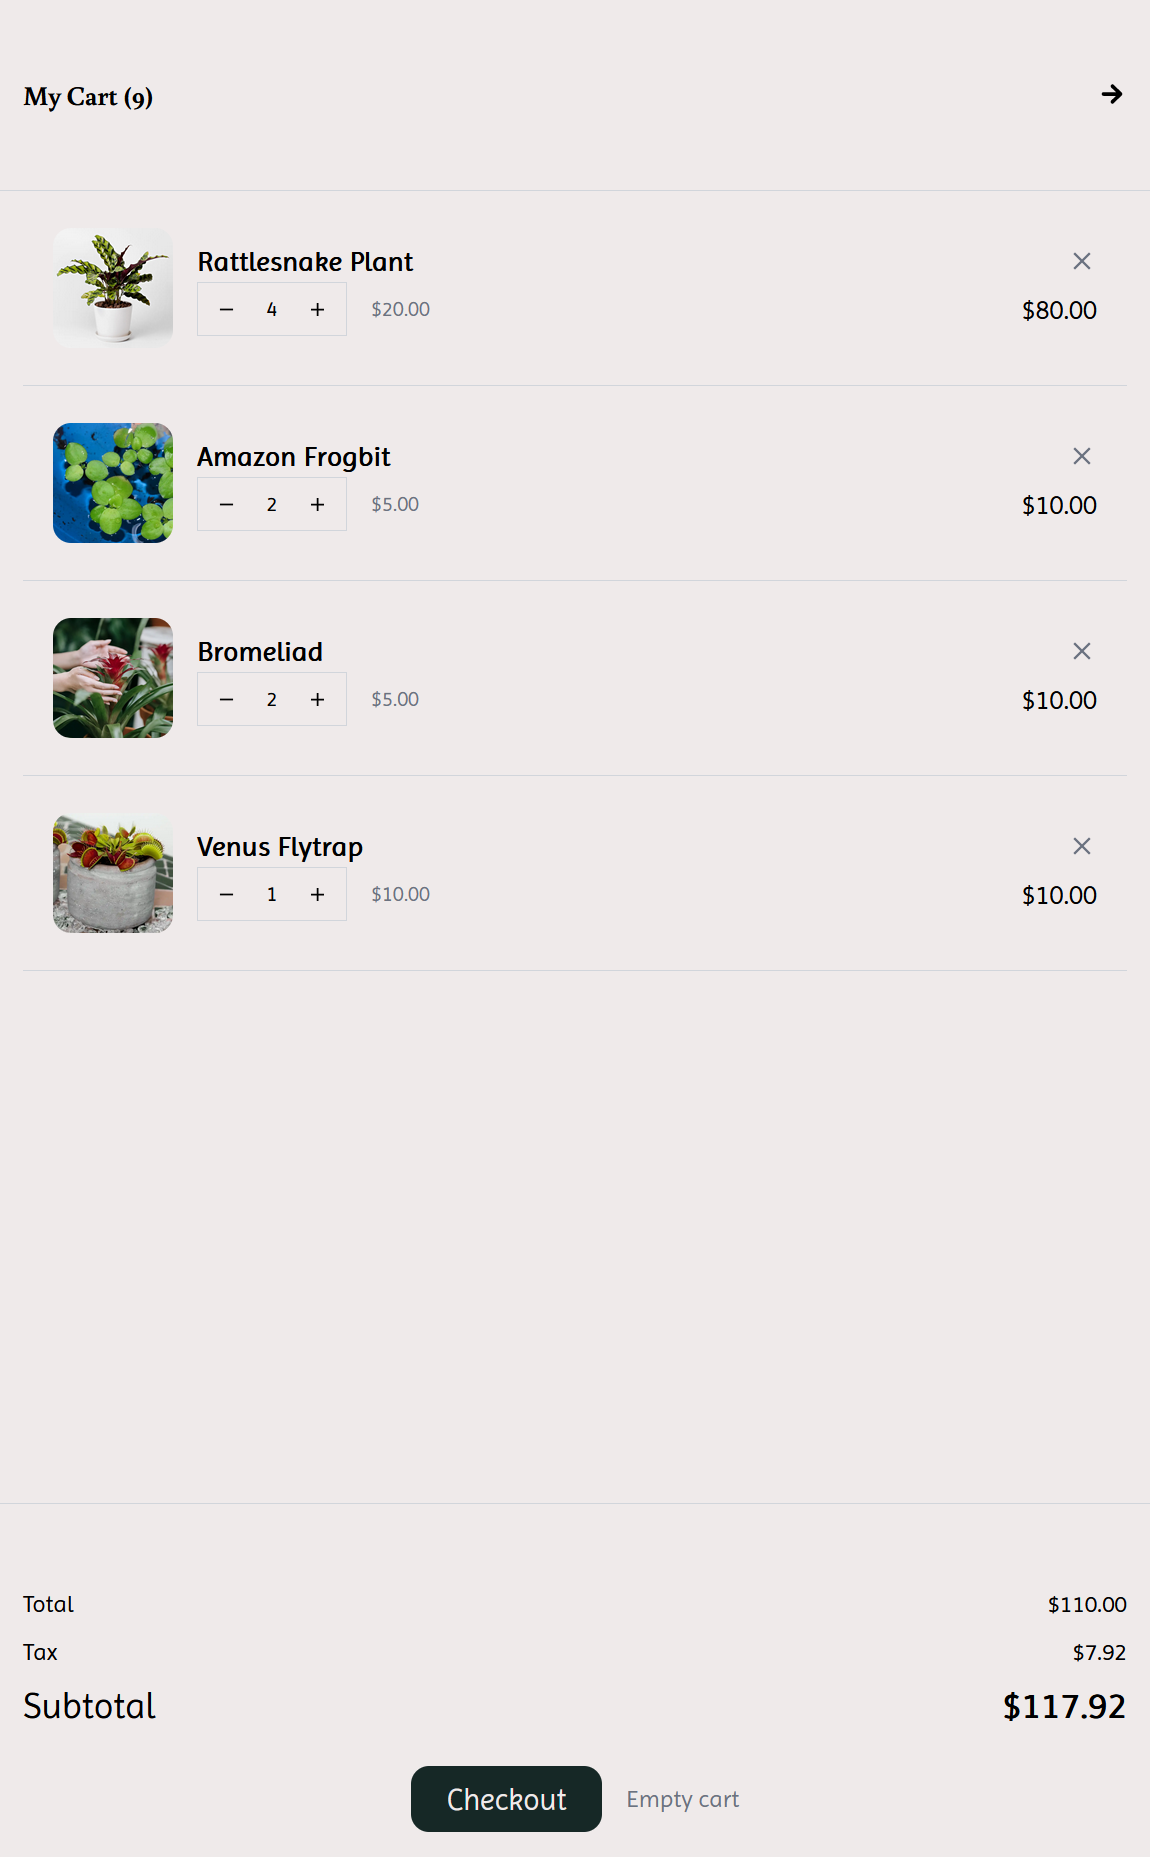 My Cart (9)
Rattlesnake Plant
4 $20.00 $80.00
Amazon Frogbit
2 $5.00 $10.00
Bromeliad
2 $5.00 $10.00
Venus Flytrap
1 $10.00 $10.00
Total $110.00
Tax $7.92
Subtotal $117.92
Checkout Empty cart